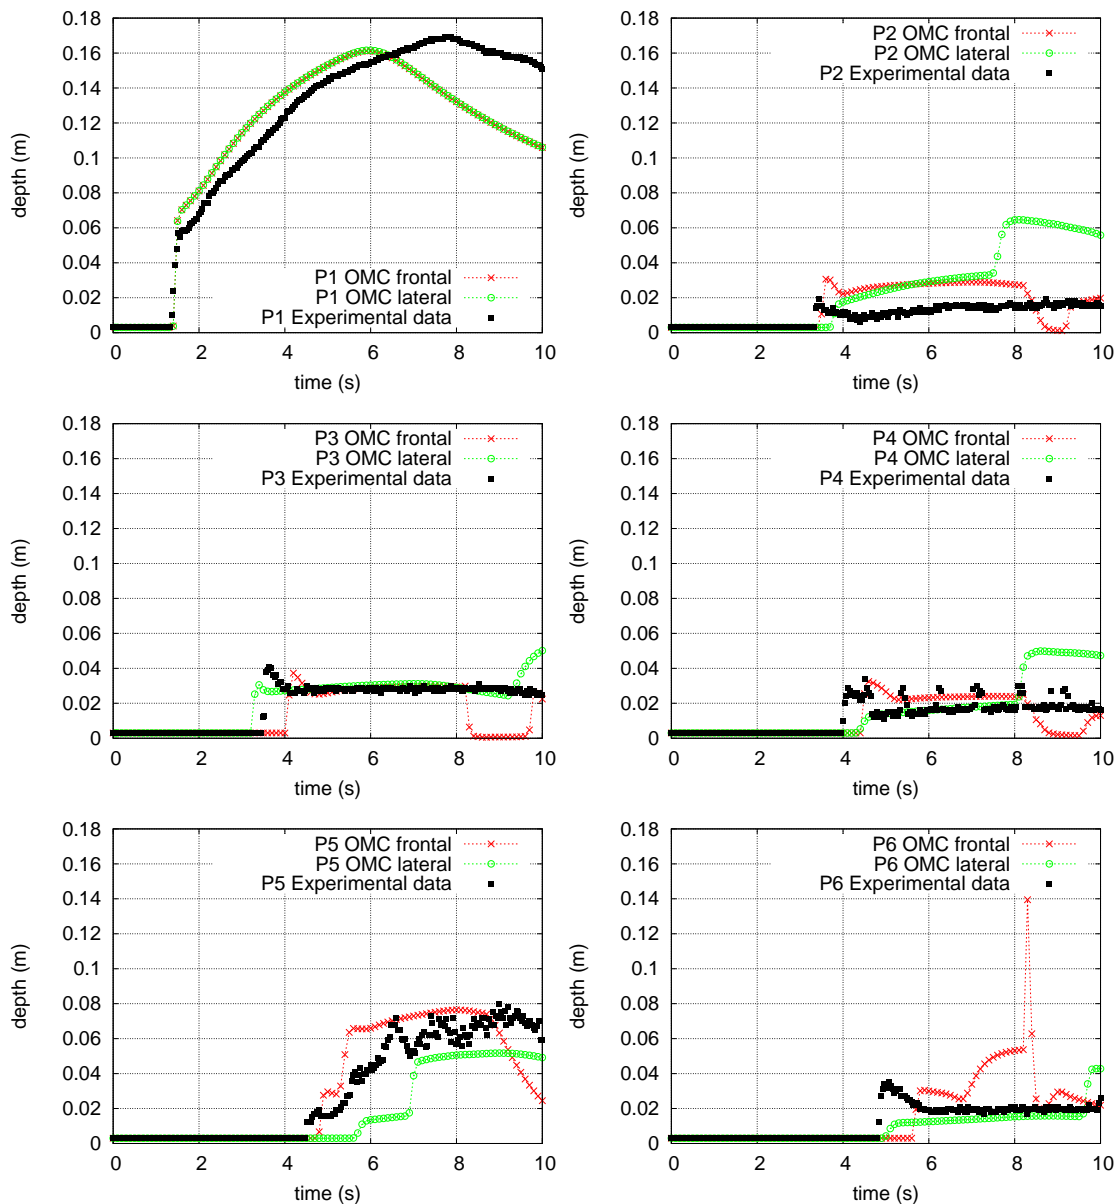 0.18
0.16
0.14
0.12
0.1
0.08
0.06
0.04
0.02
0
0 2 4 6 8 10
depth (m)
time (s)
P1 OMC frontal
P1 OMC lateral
P1 Experimental data
0.18
0.16
0.14
0.12
0.1
0.08
0.06
0.04
0.02
0
0 2 4 6 8 10
depth (m)
time (s)
P2 OMC frontal
P2 OMC lateral
P2 Experimental data
0.18
0.16
0.14
0.12
0.1
0.08
0.06
0.04
0.02
0
0 2 4 6 8 10
depth (m)
time (s)
P3 OMC frontal
P3 OMC lateral
P3 Experimental data
0.18
0.16
0.14
0.12
0.1
0.08
0.06
0.04
0.02
0
0 2 4 6 8 10
depth (m)
time (s)
P4 OMC frontal
P4 OMC lateral
P4 Experimental data
0.18
0.16
0.14
0.12
0.1
0.08
0.06
0.04
0.02
0
0 2 4 6 8 10
depth (m)
time (s)
P5 OMC frontal
P5 OMC lateral
P5 Experimental data
0.18
0.16
0.14
0.12
0.1
0.08
0.06
0.04
0.02
0
0 2 4 6 8 10
depth (m)
time (s)
P6 OMC frontal
P6 OMC lateral
P6 Experimental data